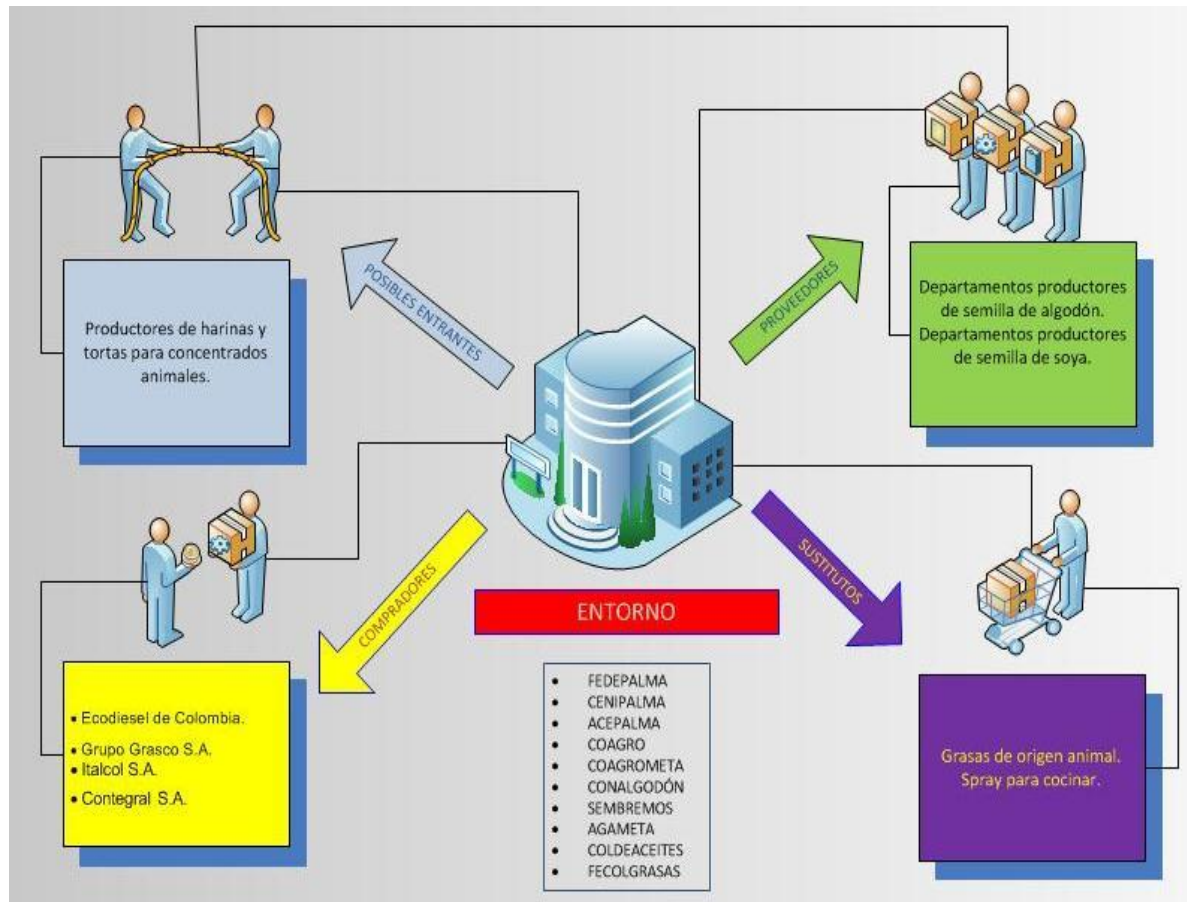 POSIBLES ENTRANTES
Productores de harinas y
tortas para concentrados
animales.
PROVEEDORES
Departamentos productores
de semilla de algodón.
Departamentos productores
de semilla de soya.
COMPRADORES
• Ecodiesel de Colombia.
• Grupo Grasco S.A.
• Italcol S.A.
• Contegral S.A.
SUSTITUTOS
Grasas de origen animal.
Spray para cocinar.
ENTORNO
• FEDEPALMA
• CENIPALMA
• ACEPALMA
• COAGRO
• COAGROMETA
• CONALGODÓN
• SEMBREMOS
• AGAMETA
• COLDEACEITES
• FECOLGRASAS